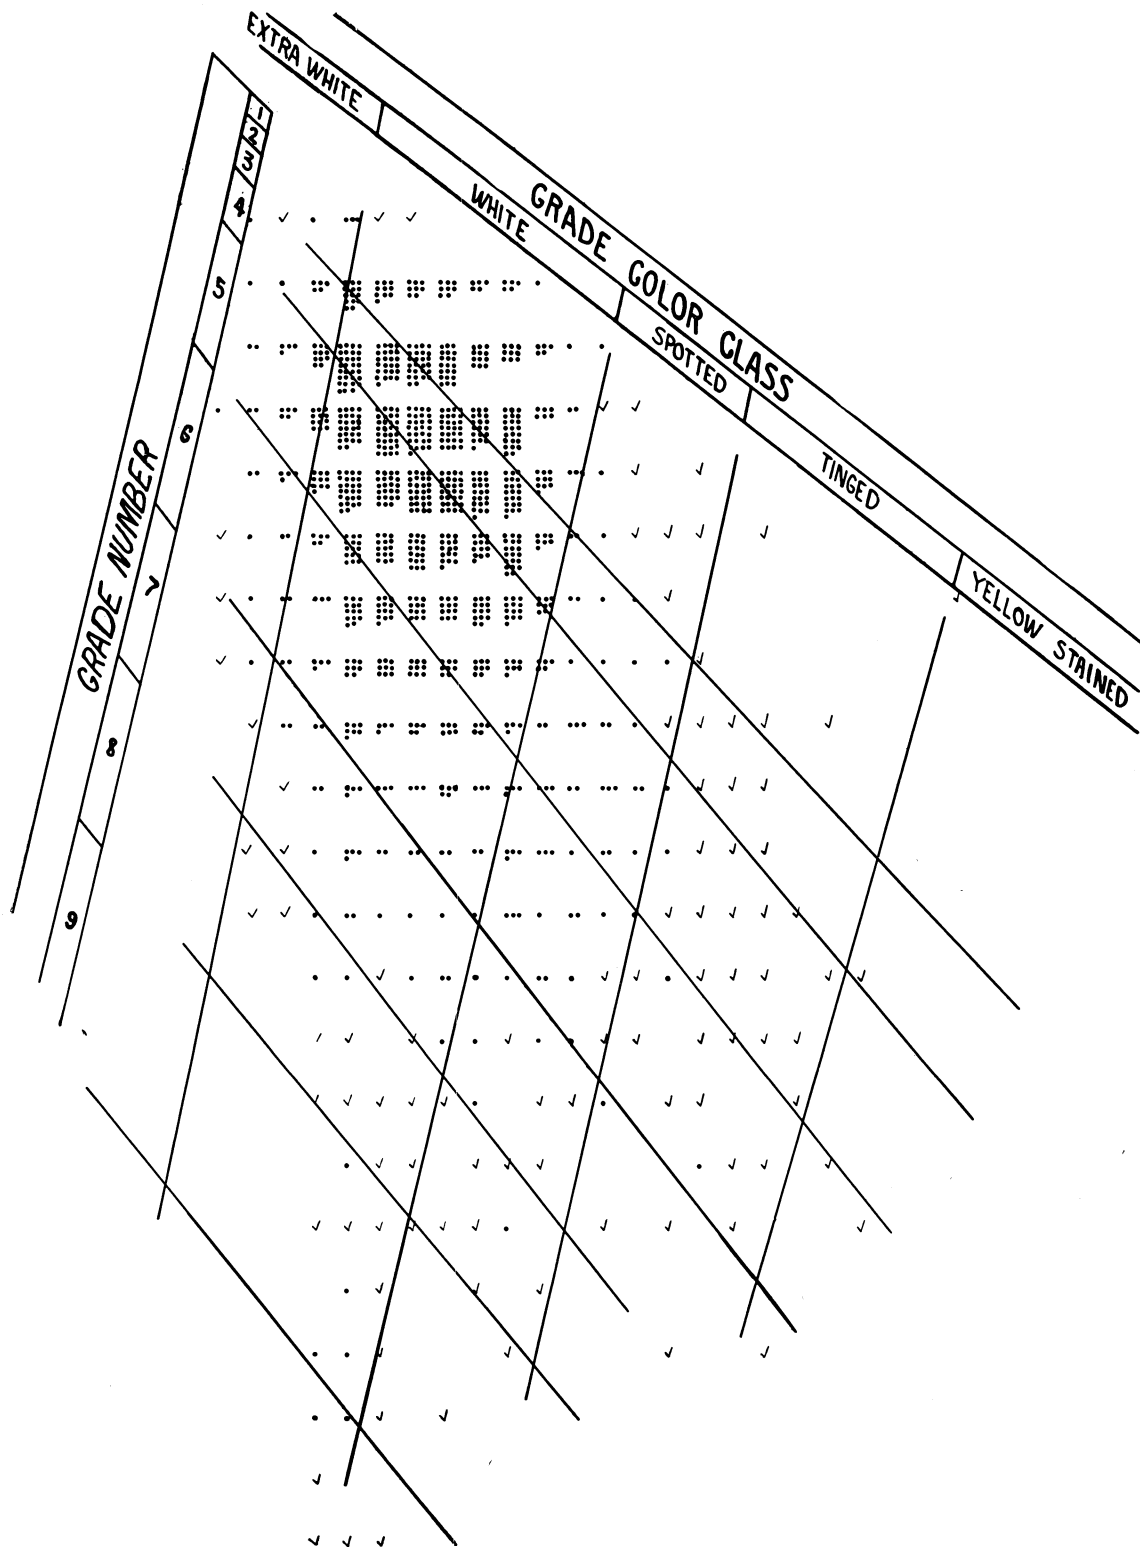 EXTRA WHITE
WHITE
SPOTTED
TINGED
YELLOW STAINED
GRADE COLOR CLASS
GRADE NUMBER
1
2
3
4
5
6
7
8
9